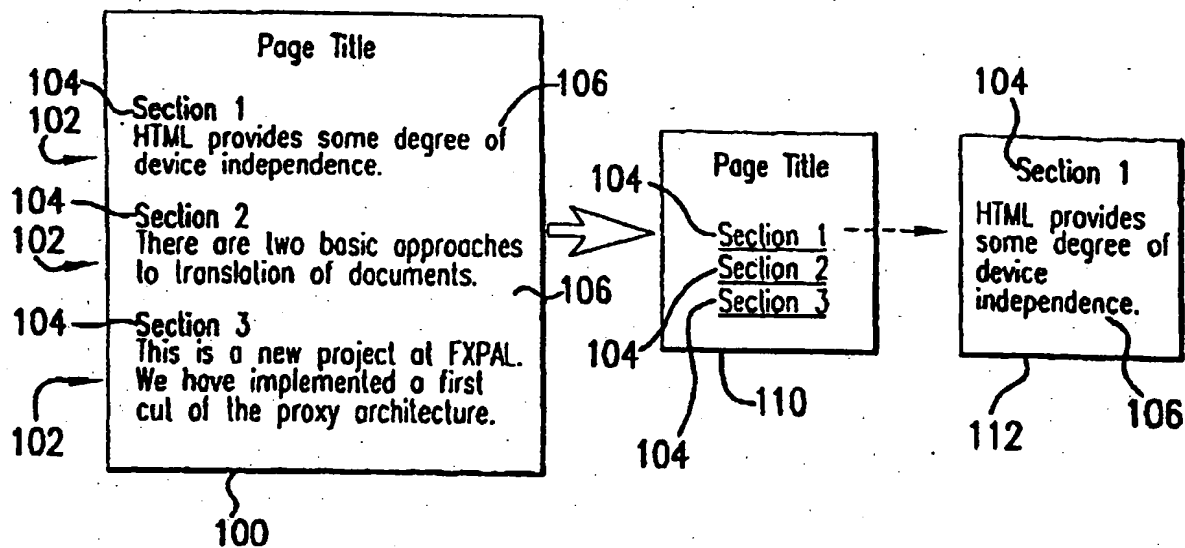 Page Title
104
Section 1
106
102
HTML provides some degree of
device independence.
104
Section 2
102
There are two basic approaches
to translation of documents.
106
104
Section 3
This is a new project at FXPAL.
We have implemented a first
cut of the proxy architecture.
102
100
Page Title
104
Section 1
Section 2
Section 3
104
104
110
104
Section 1
HTML provides
some degree of
device
independence.
112
106